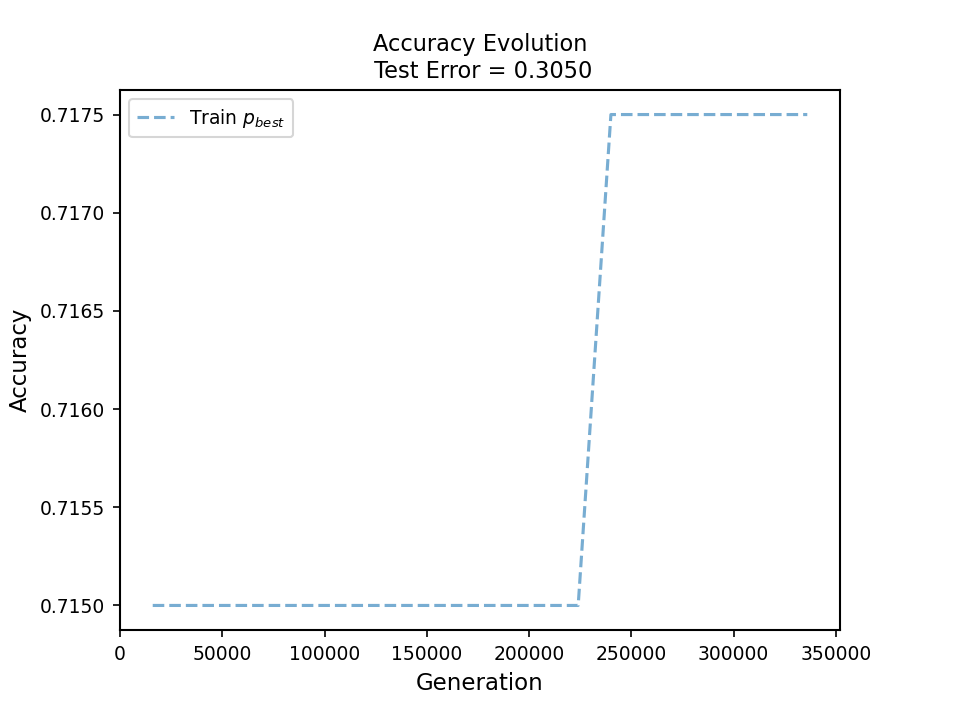 Accuracy Evolution
Test Error = 0.3050
Train p_best
0.7175
0.7170
0.7165
0.7160
0.7155
0.7150
Accuracy
0 50000 100000 150000 200000 250000 300000 350000
Generation